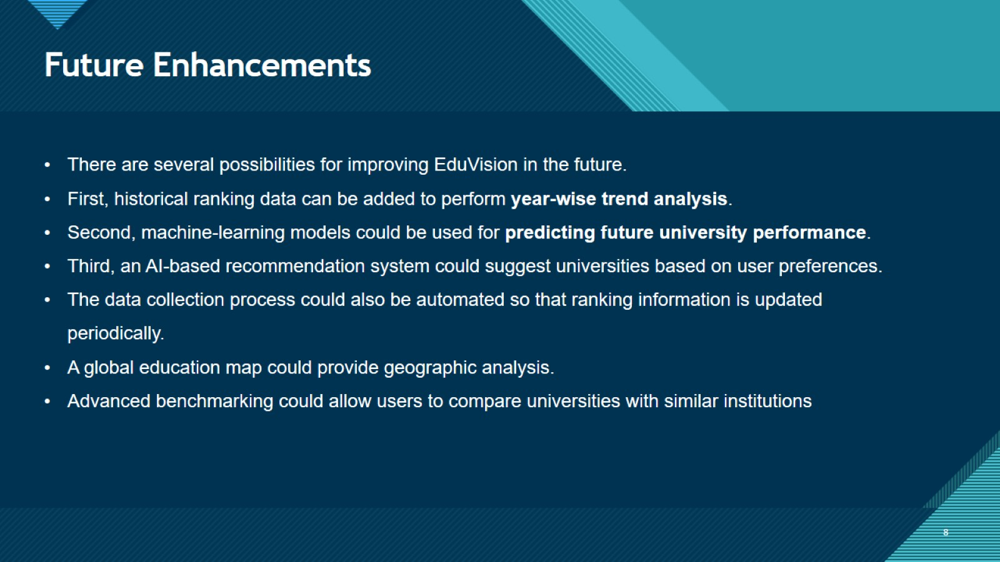 Future Enhancements
• There are several possibilities for improving EduVision in the future.
• First, historical ranking data can be added to perform year-wise trend analysis.
• Second, machine-learning models could be used for predicting future university performance.
• Third, an AI-based recommendation system could suggest universities based on user preferences.
• The data collection process could also be automated so that ranking information is updated
periodically.
• A global education map could provide geographic analysis.
• Advanced benchmarking could allow users to compare universities with similar institutions
8